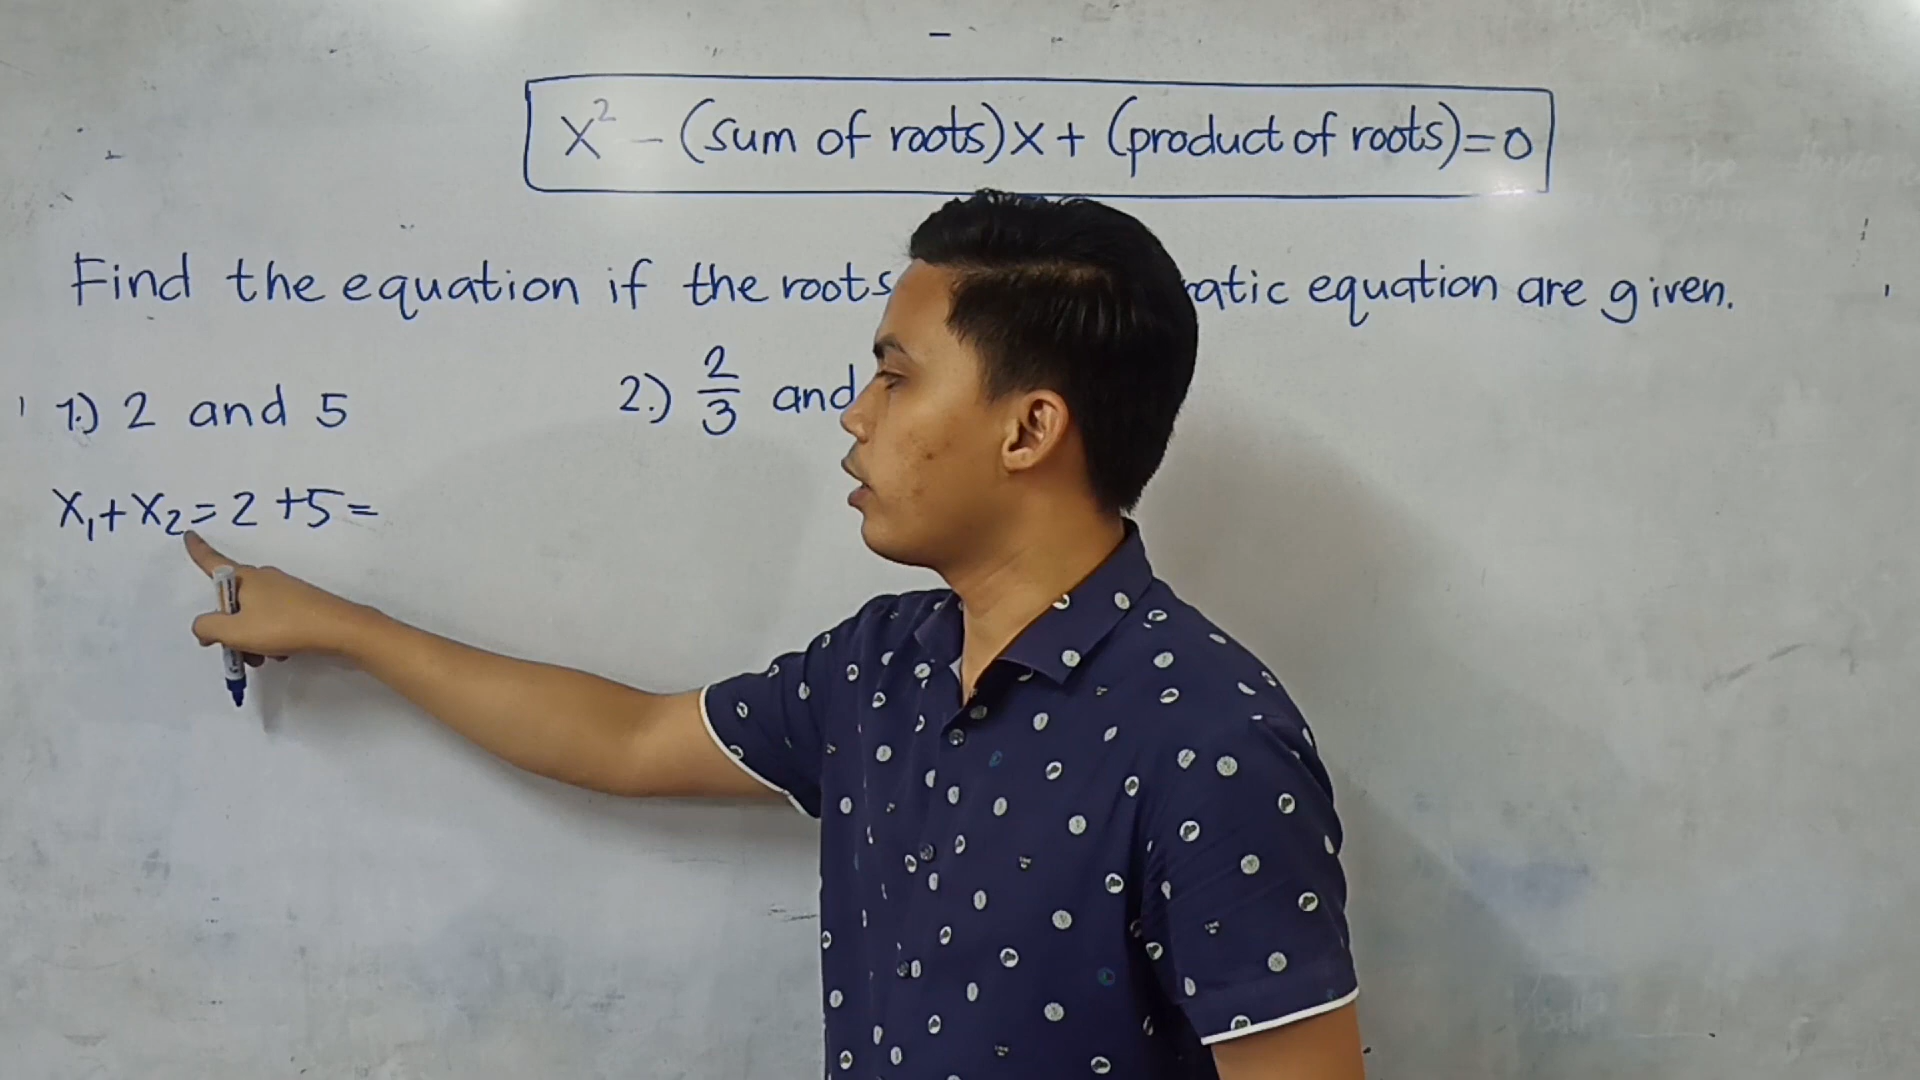 x² - (sum of roots)x + (product of roots) = 0
Find the equation if the roots ratic equation are given.
1.) 2 and 5
2.) 2/3 and
x₁ + x₂ = 2 + 5 =